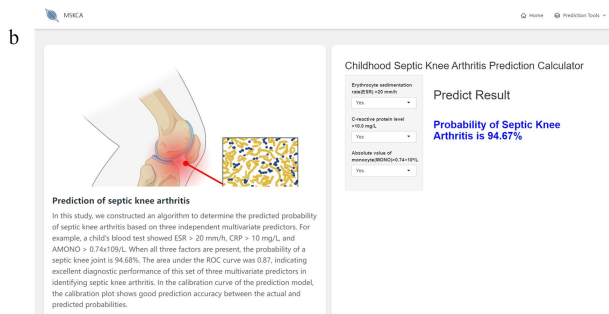 b
MSKCA
Home
Prediction Tools
Prediction of septic knee arthritis
In this study, we constructed an algorithm to determine the predicted probability
of septic knee arthritis based on three independent multivariate predictors. For
example, a child's blood test showed ESR > 20 mm/h, CRP > 10 mg/L, and
AMONO > 0.74x109/L. When all three factors are present, the probability of a
septic knee joint is 94.68%. The area under the ROC curve was 0.87, indicating
excellent diagnostic performance of this set of three multivariate predictors in
identifying septic knee arthritis. In the calibration curve of the prediction model,
the calibration plot shows good prediction accuracy between the actual and
predicted probabilities.
Childhood Septic Knee Arthritis Prediction Calculator
Erythrocyte sedimentation
rate(ESR) >20 mm/h
Yes
C-reactive protein level
>10.0 mg/L
Yes
Absolute value of
monocyte(MONO)>0.74×10⁹/L
Yes
Predict Result
Probability of Septic Knee
Arthritis is 94.67%